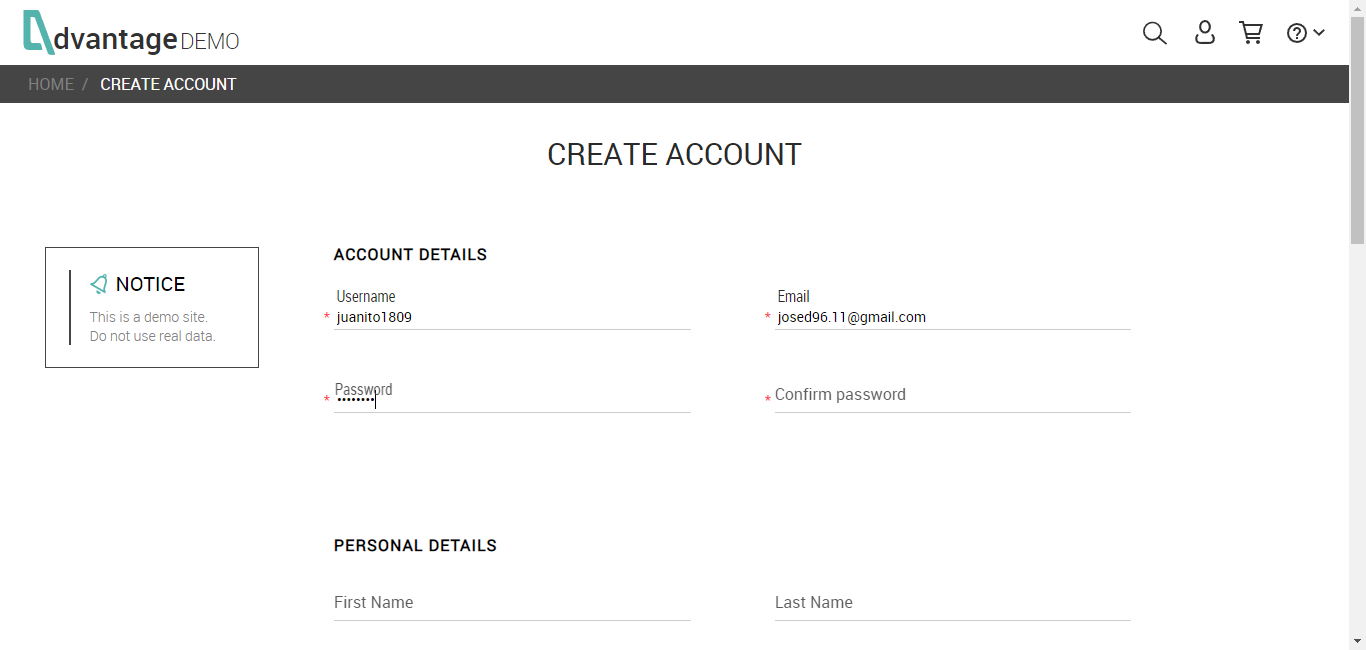 dvantage DEMO
HOME / CREATE ACCOUNT
CREATE ACCOUNT
NOTICE
This is a demo site.
Do not use real data.
ACCOUNT DETAILS
Username
* juanito1809
Email
* josed96.11@gmail.com
Password
* ••••••••
* Confirm password
PERSONAL DETAILS
First Name
Last Name